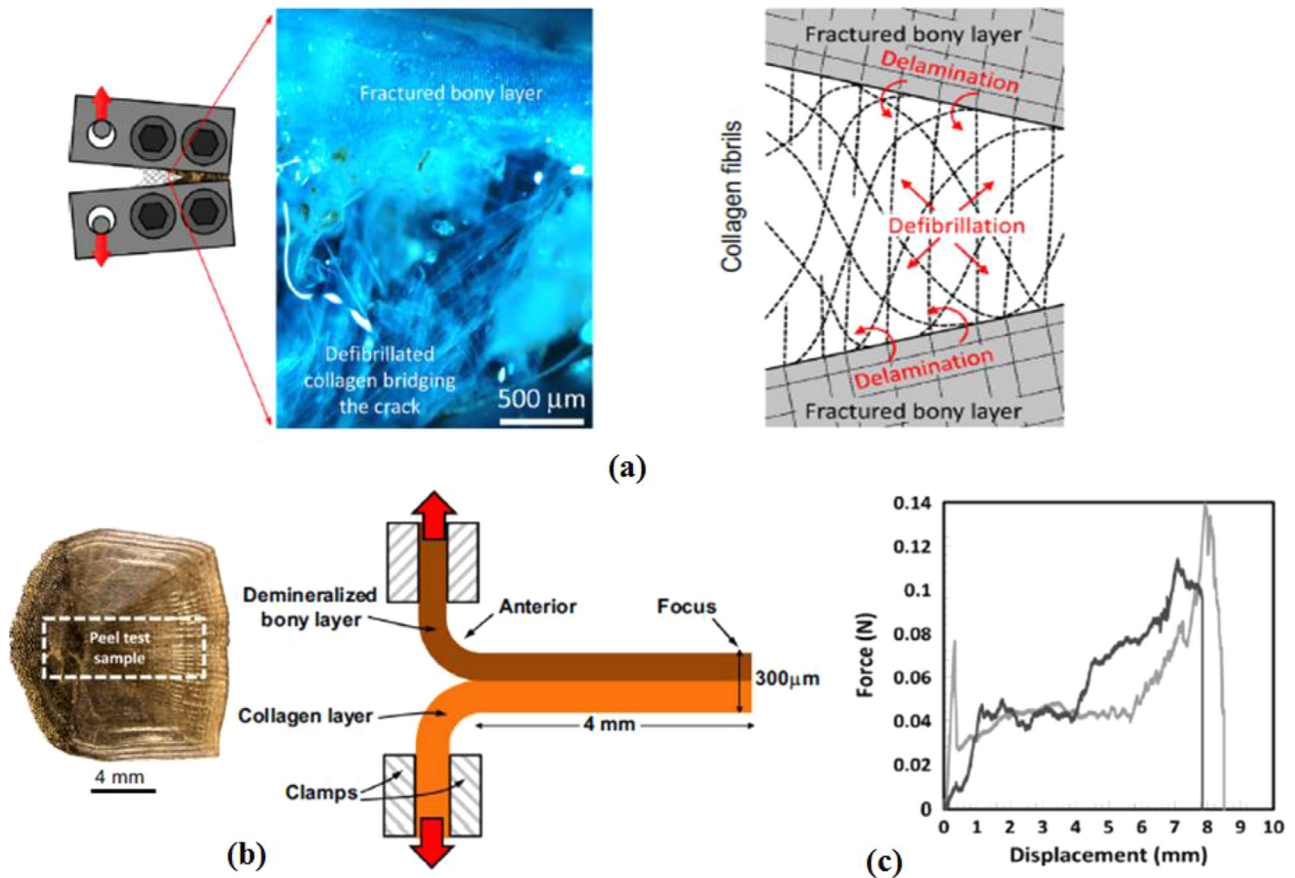 Fractured bony layer
Defibrillated
collagen bridging
the crack
500 μm
Collagen fibrils
Fractured bony layer
Delamination
Defibrillation
Delamination
Fractured bony layer
(a)
Peel test
sample
4 mm
(b)
Demineralized
bony layer
Anterior
Focus
300μm
Collagen layer
4 mm
Clamps
0.14
0.12
0.10
0.08
0.06
0.04
0.02
0
Force (N)
0 1 2 3 4 5 6 7 8 9 10
Displacement (mm)
(c)